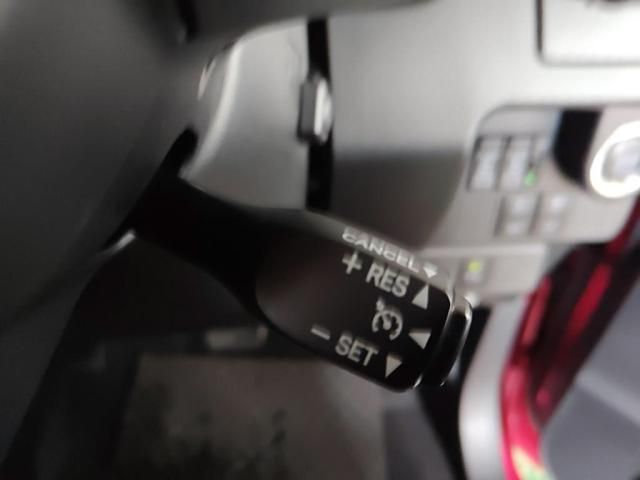 CANCEL ▼
+ RES ▲
◀
− SET ▼